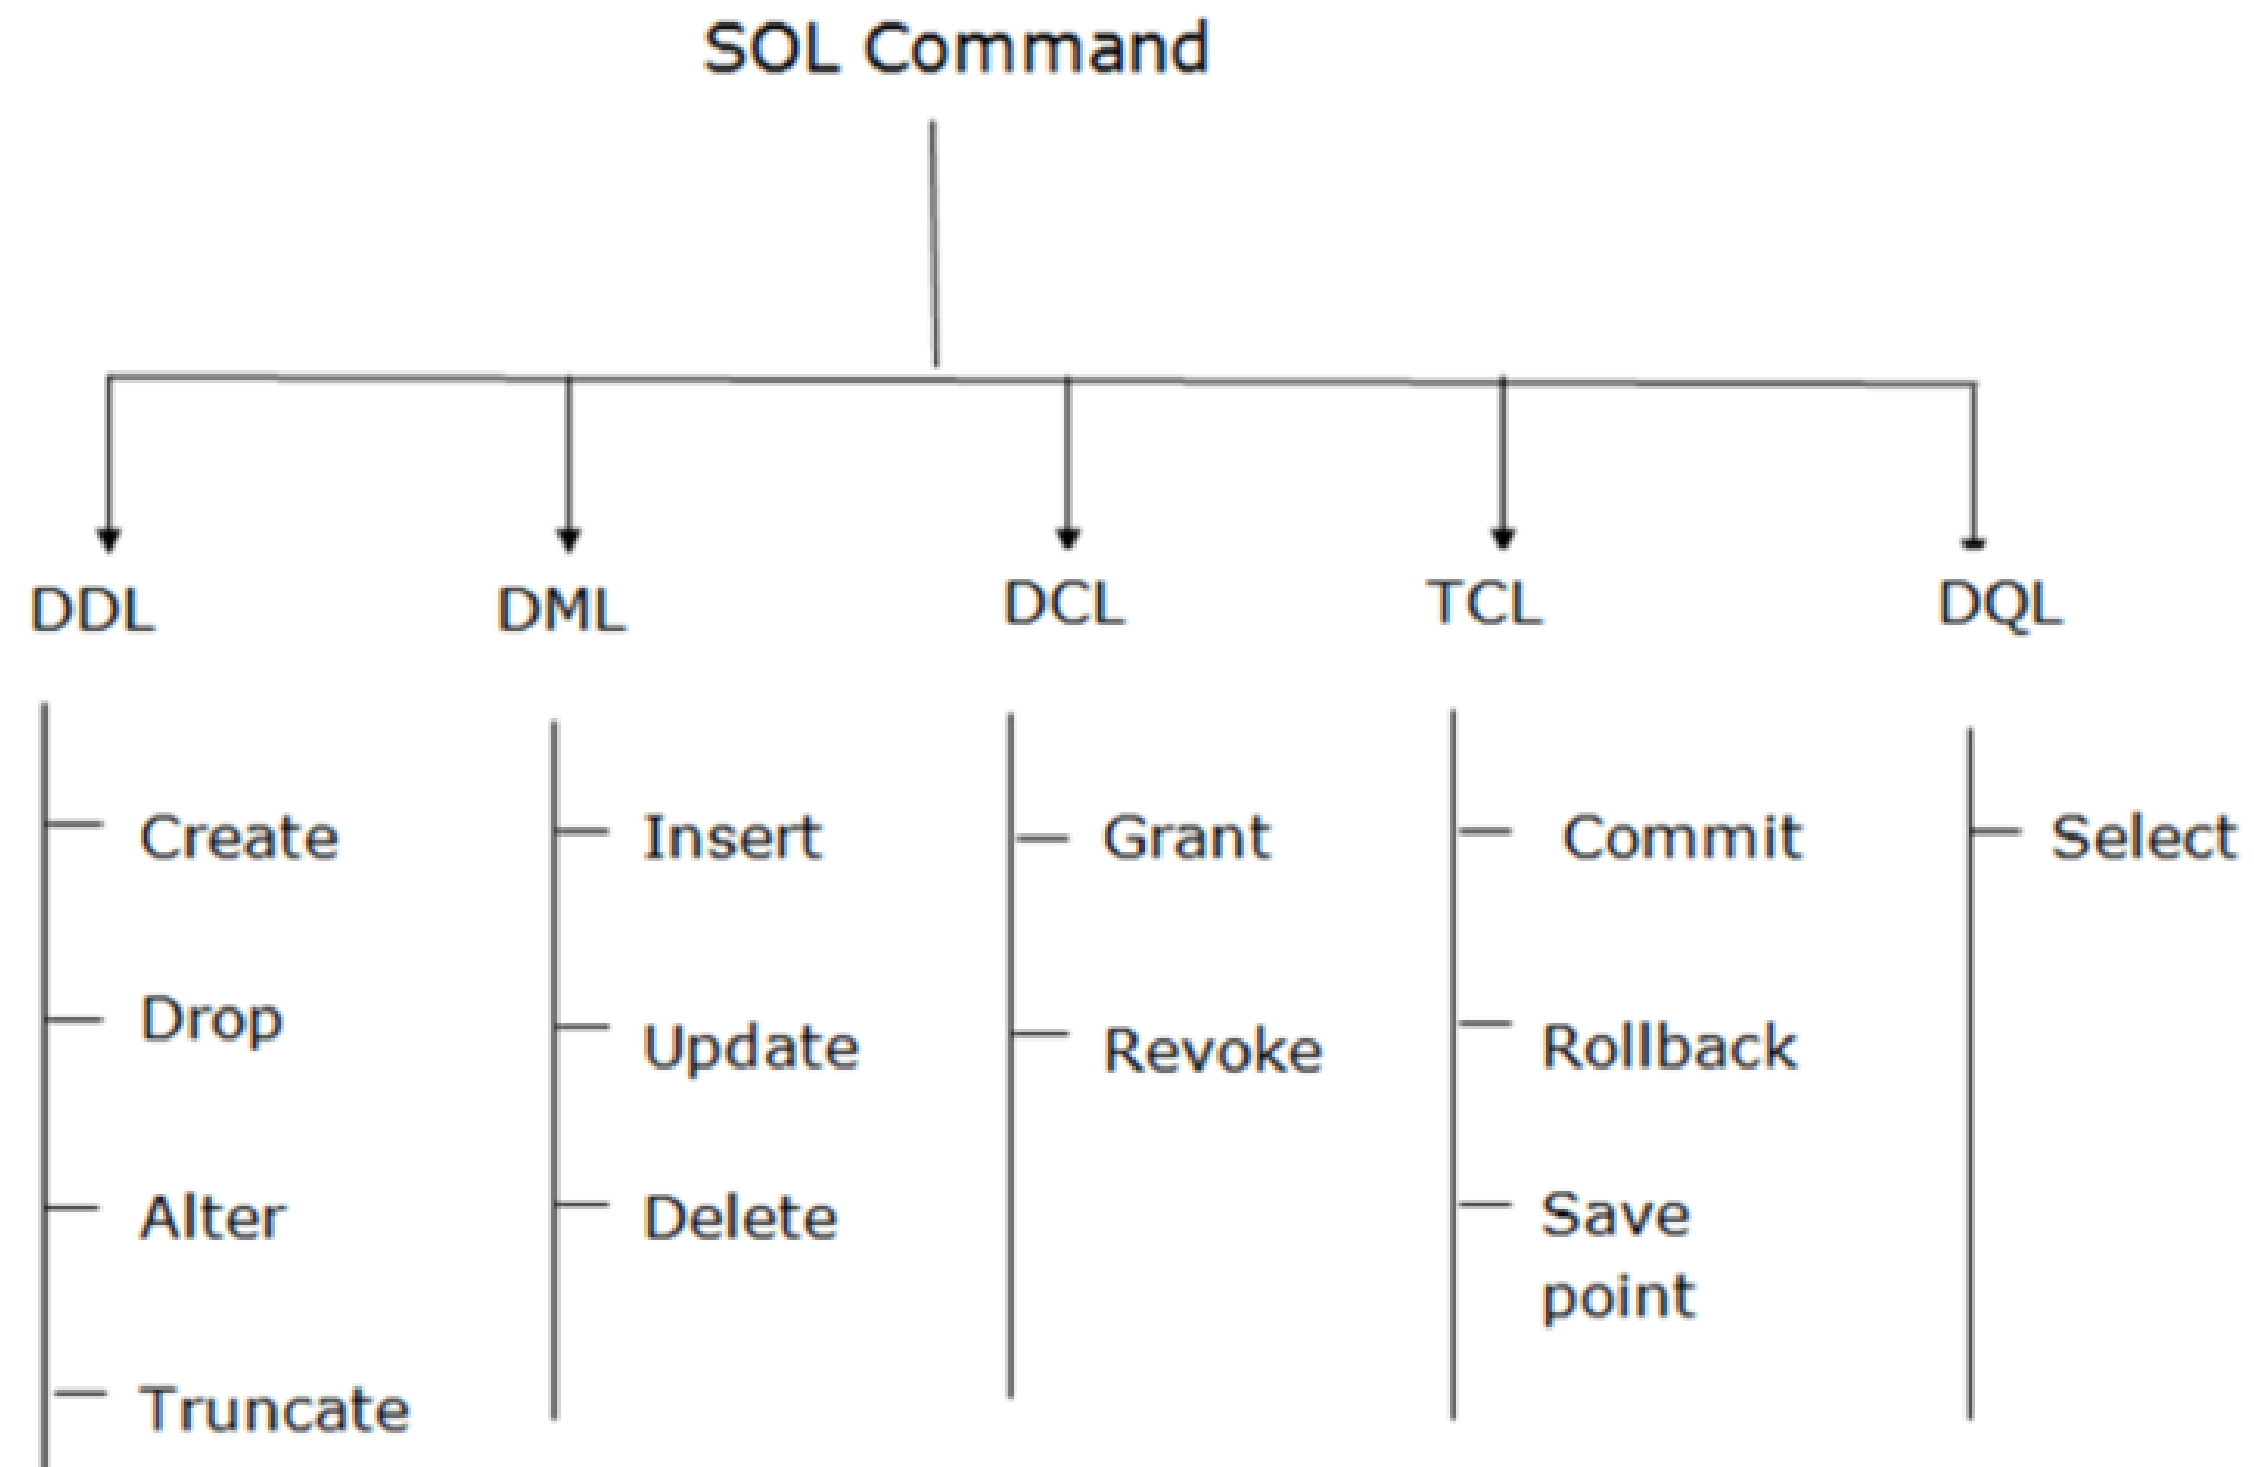 SOL Command
DDL
DML
DCL
TCL
DQL
Create
Insert
Grant
Commit
Select
Drop
Update
Revoke
Rollback
Alter
Delete
Save
point
Truncate